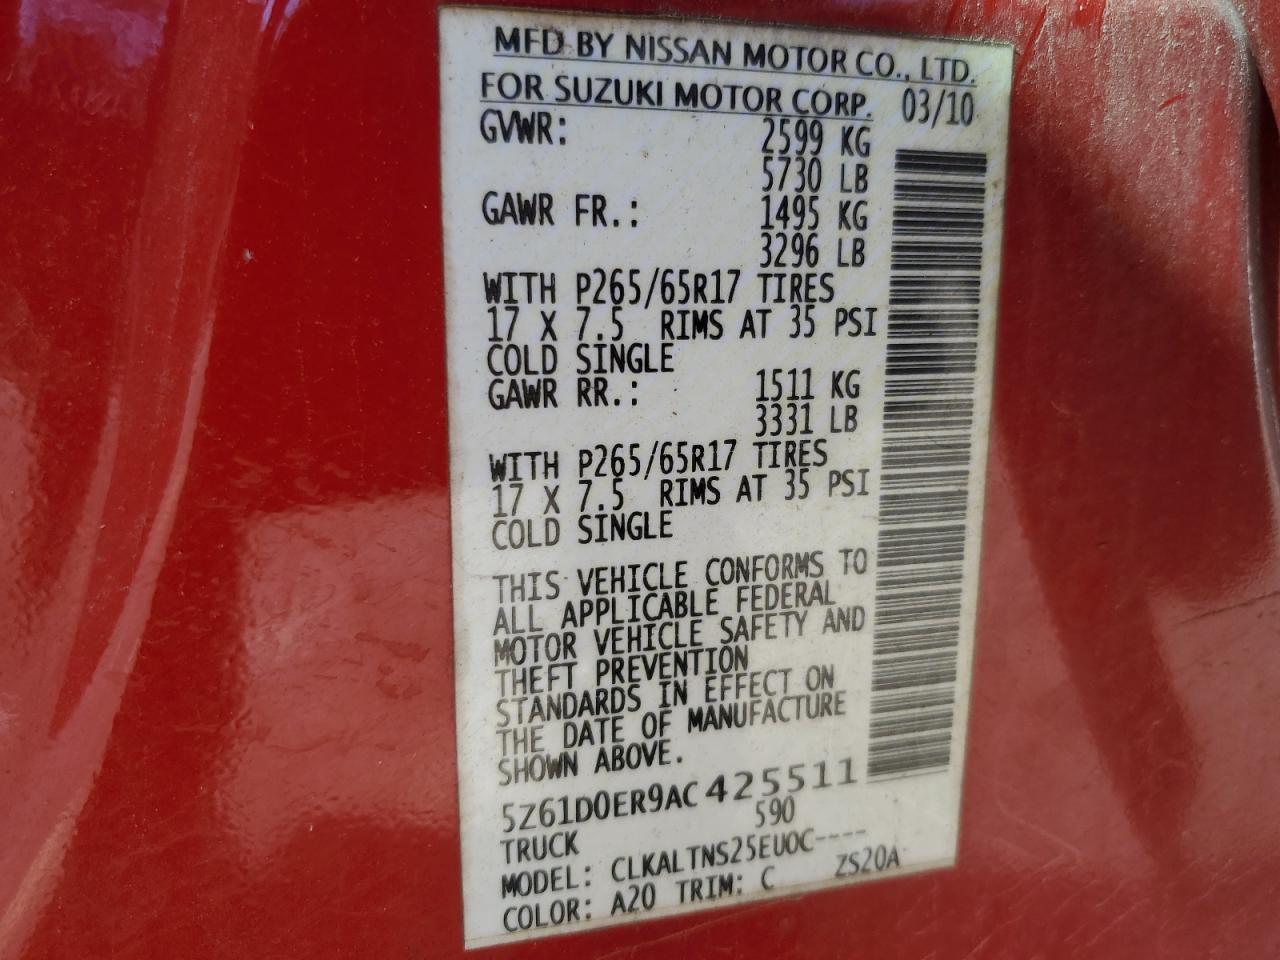 MFD BY NISSAN MOTOR CO., LTD.
FOR SUZUKI MOTOR CORP. 03/10
GVWR: 2599 KG
5730 LB
GAWR FR.: 1495 KG
3296 LB
WITH P265/65R17 TIRES
17 X 7.5 RIMS AT 35 PSI
COLD SINGLE
GAWR RR.: 1511 KG
3331 LB
WITH P265/65R17 TIRES
17 X 7.5 RIMS AT 35 PSI
COLD SINGLE
THIS VEHICLE CONFORMS TO
ALL APPLICABLE FEDERAL
MOTOR VEHICLE SAFETY AND
THEFT PREVENTION
STANDARDS IN EFFECT ON
THE DATE OF MANUFACTURE
SHOWN ABOVE.
5Z61D0ER9AC425511
TRUCK 590
MODEL: CLKALTNS25EU0C----
COLOR: A20 TRIM: C ZS20A